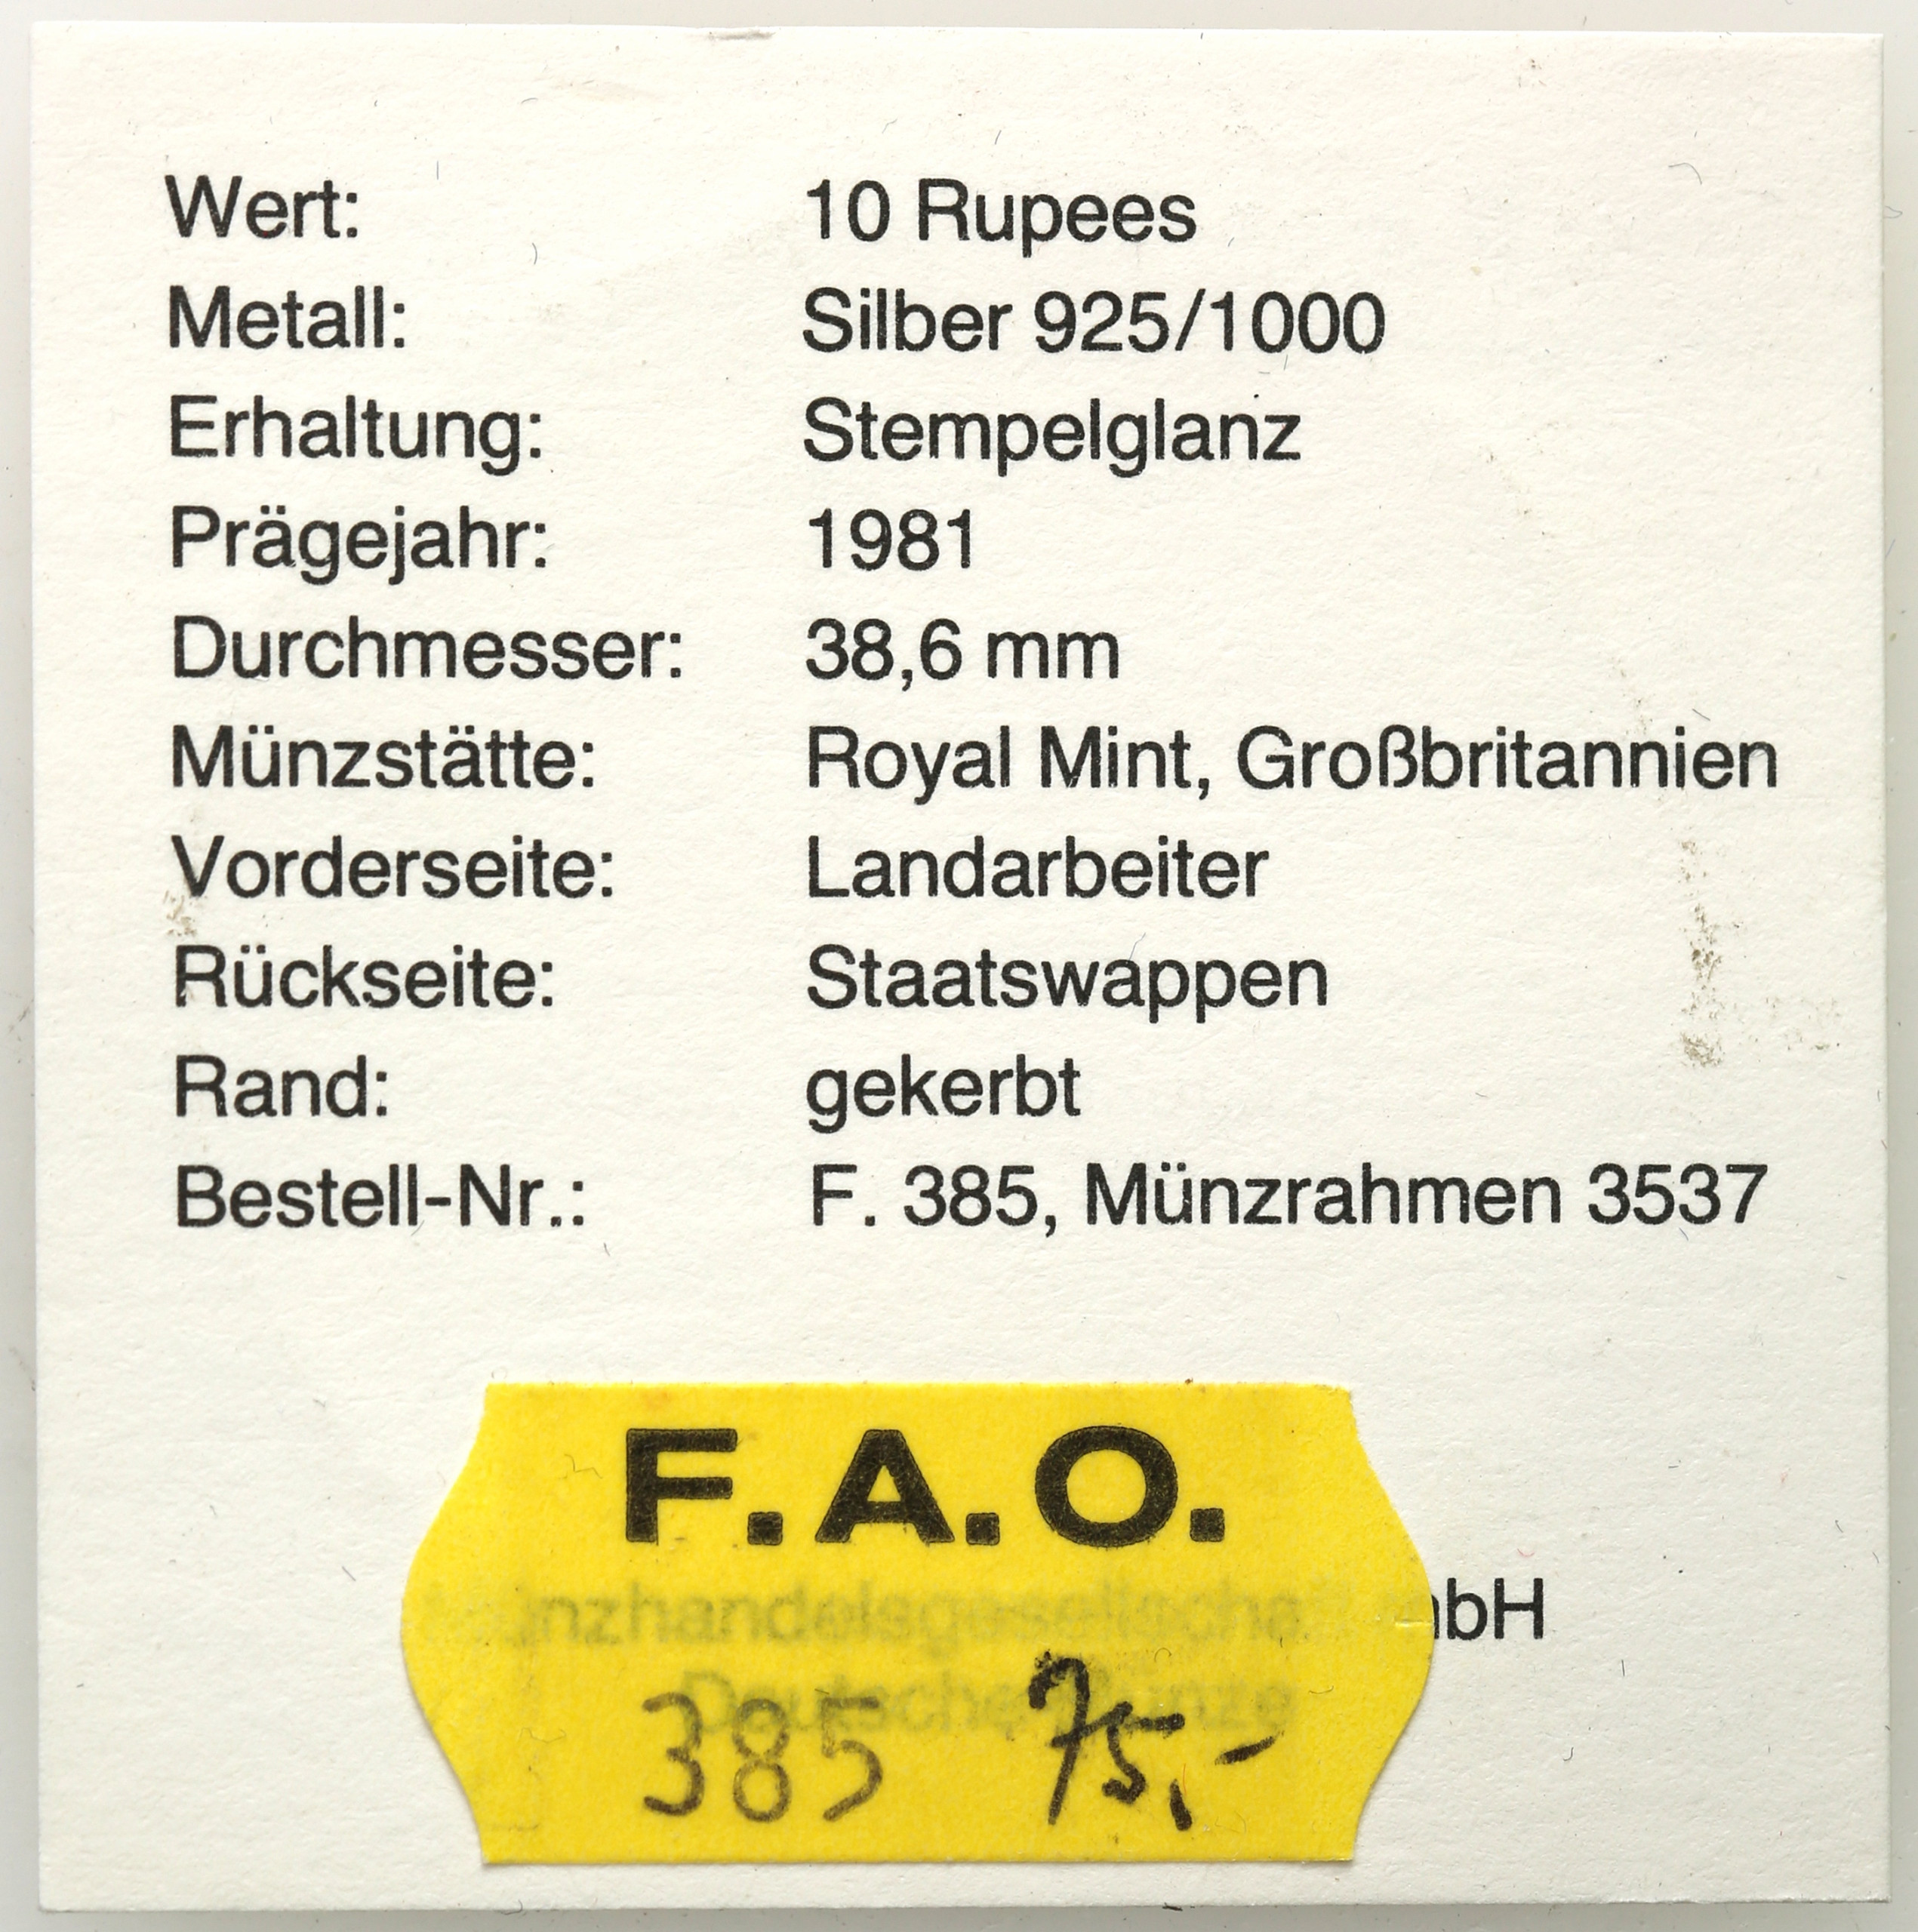 Wert: 10 Rupees
Metall: Silber 925/1000
Erhaltung: Stempelglanz
Prägejahr: 1981
Durchmesser: 38,6 mm
Münzstätte: Royal Mint, Großbritannien
Vorderseite: Landarbeiter
Rückseite: Staatswappen
Rand: gekerbt
Bestell-Nr.: F. 385, Münzrahmen 3537
F.A.O.
bH
Deutsche
385 75,-